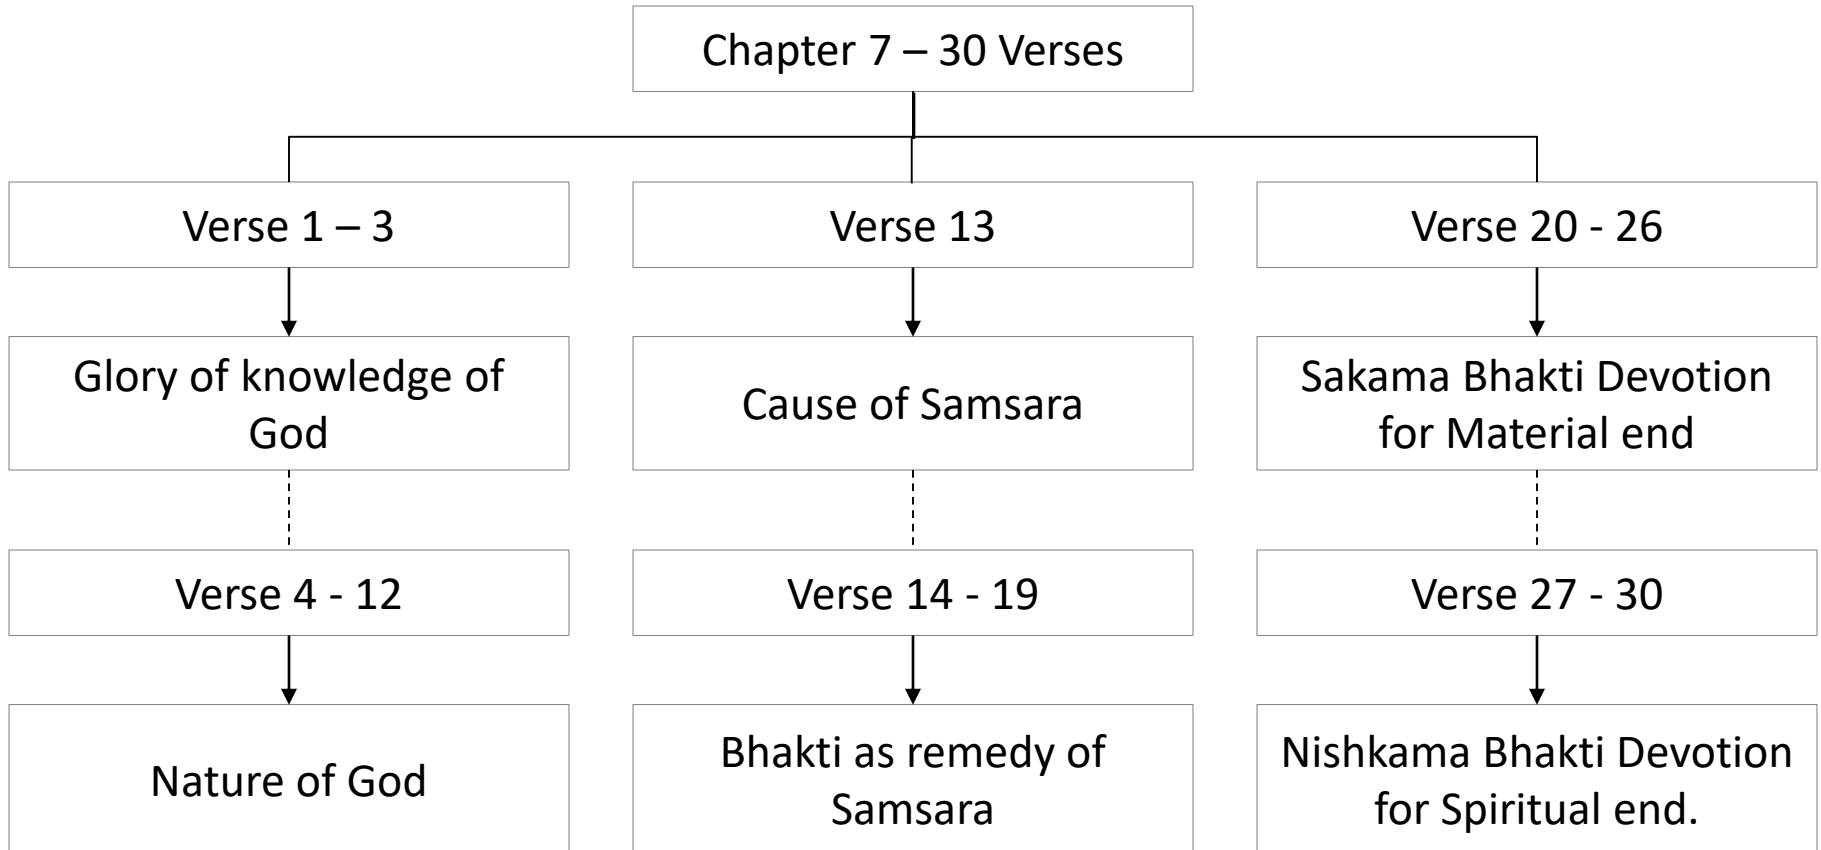 Chapter 7 – 30 Verses
Verse 1 – 3
Verse 13
Verse 20 - 26
Glory of knowledge of
God
Cause of Samsara
Sakama Bhakti Devotion
for Material end
Verse 4 - 12
Verse 14 - 19
Verse 27 - 30
Nature of God
Bhakti as remedy of
Samsara
Nishkama Bhakti Devotion
for Spiritual end.